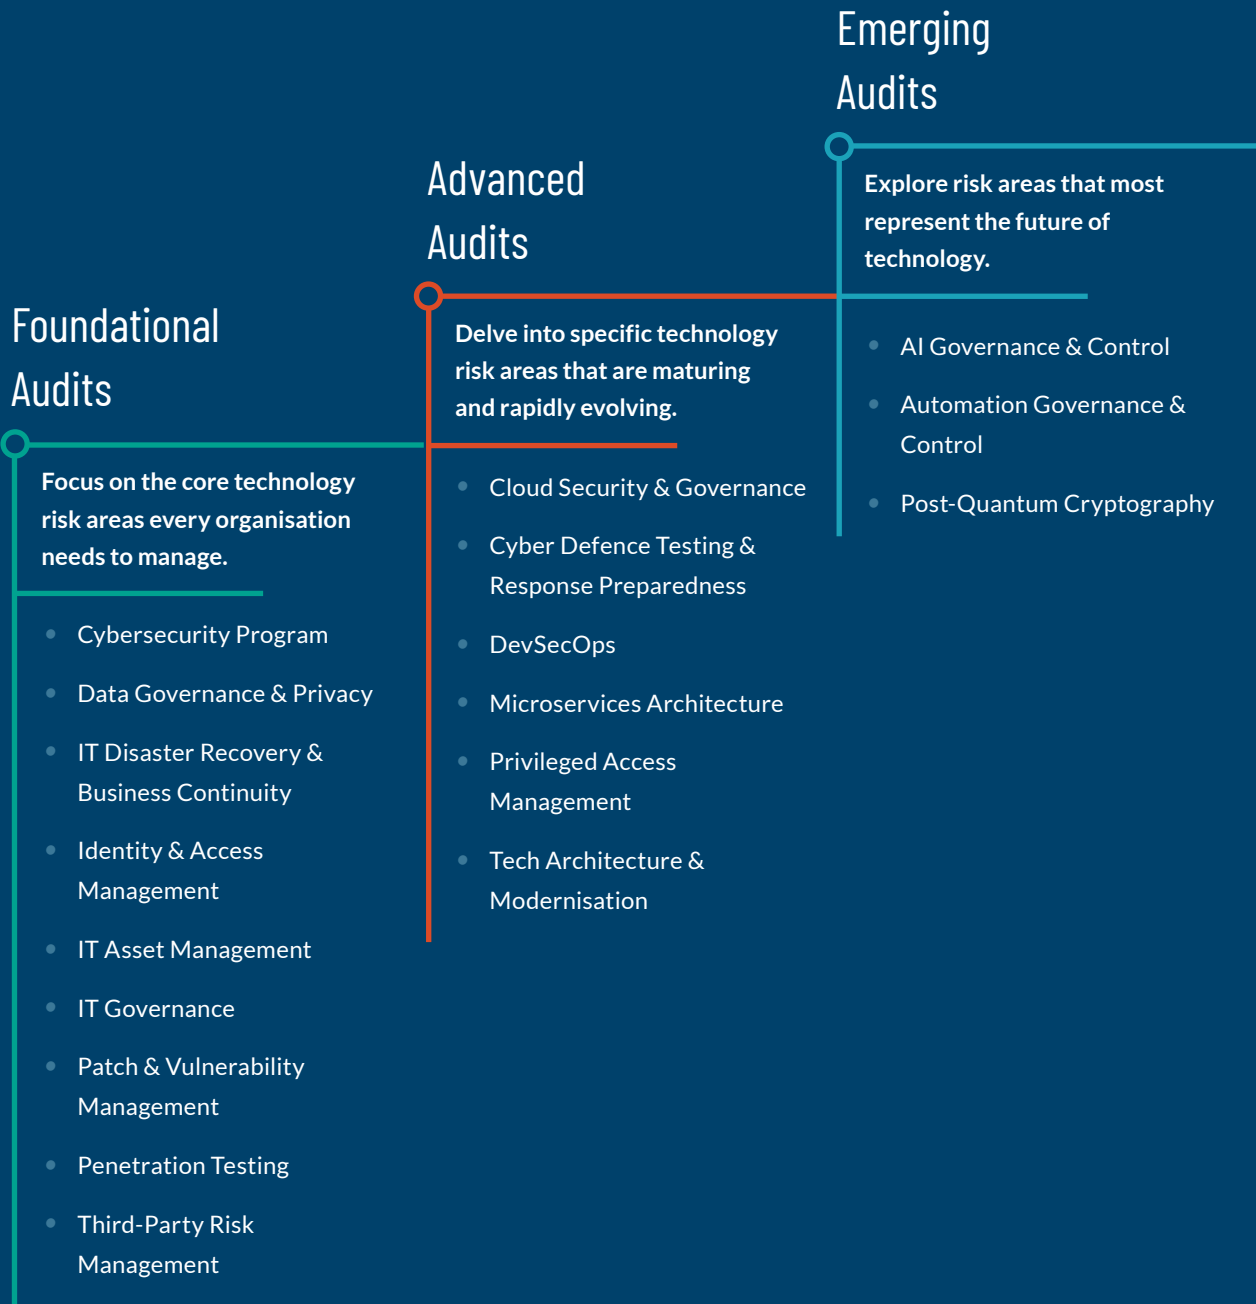 Foundational
Audits
Focus on the core technology
risk areas every organisation
needs to manage.
Cybersecurity Program
Data Governance & Privacy
IT Disaster Recovery &
Business Continuity
Identity & Access
Management
IT Asset Management
IT Governance
Patch & Vulnerability
Management
Penetration Testing
Third-Party Risk
Management
Advanced
Audits
Delve into specific technology
risk areas that are maturing
and rapidly evolving.
Cloud Security & Governance
Cyber Defence Testing &
Response Preparedness
DevSecOps
Microservices Architecture
Privileged Access
Management
Tech Architecture &
Modernisation
Emerging
Audits
Explore risk areas that most
represent the future of
technology.
AI Governance & Control
Automation Governance &
Control
Post-Quantum Cryptography